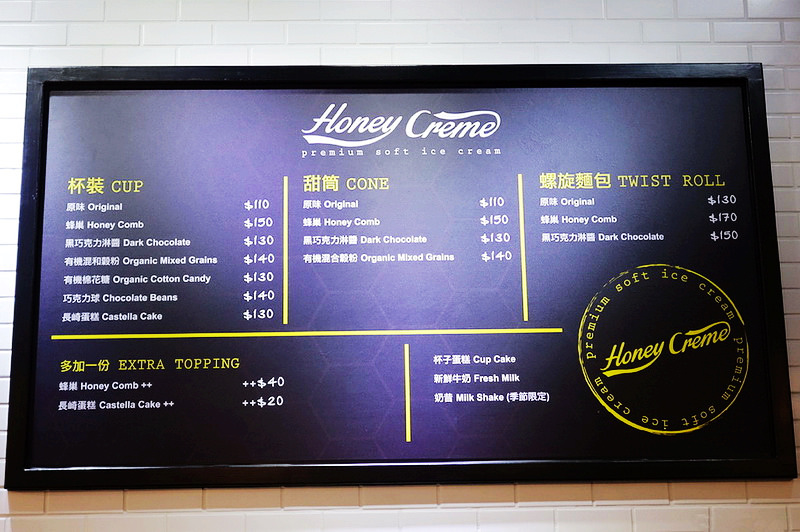 Honey Creme
premium soft ice cream
杯裝 CUP
原味 Original $110
蜂巢 Honey Comb $150
黑巧克力淋醬 Dark Chocolate $130
有機混和穀粉 Organic Mixed Grains $140
有機棉花糖 Organic Cotton Candy $130
巧克力球 Chocolate Beans $140
長崎蛋糕 Castella Cake $130
甜筒 CONE
原味 Original $110
蜂巢 Honey Comb $150
黑巧克力淋醬 Dark Chocolate $130
有機混合穀粉 Organic Mixed Grains $140
螺旋麵包 TWIST ROLL
原味 Original $130
蜂巢 Honey Comb $170
黑巧克力淋醬 Dark Chocolate $150
多加一份 EXTRA TOPPING
蜂巢 Honey Comb ++ ++$40
長崎蛋糕 Castella Cake ++ ++$20
杯子蛋糕 Cup Cake
新鮮牛奶 Fresh Milk
奶昔 Milk Shake (季節限定)
premium soft ice cream premium soft ice cream
Honey Creme